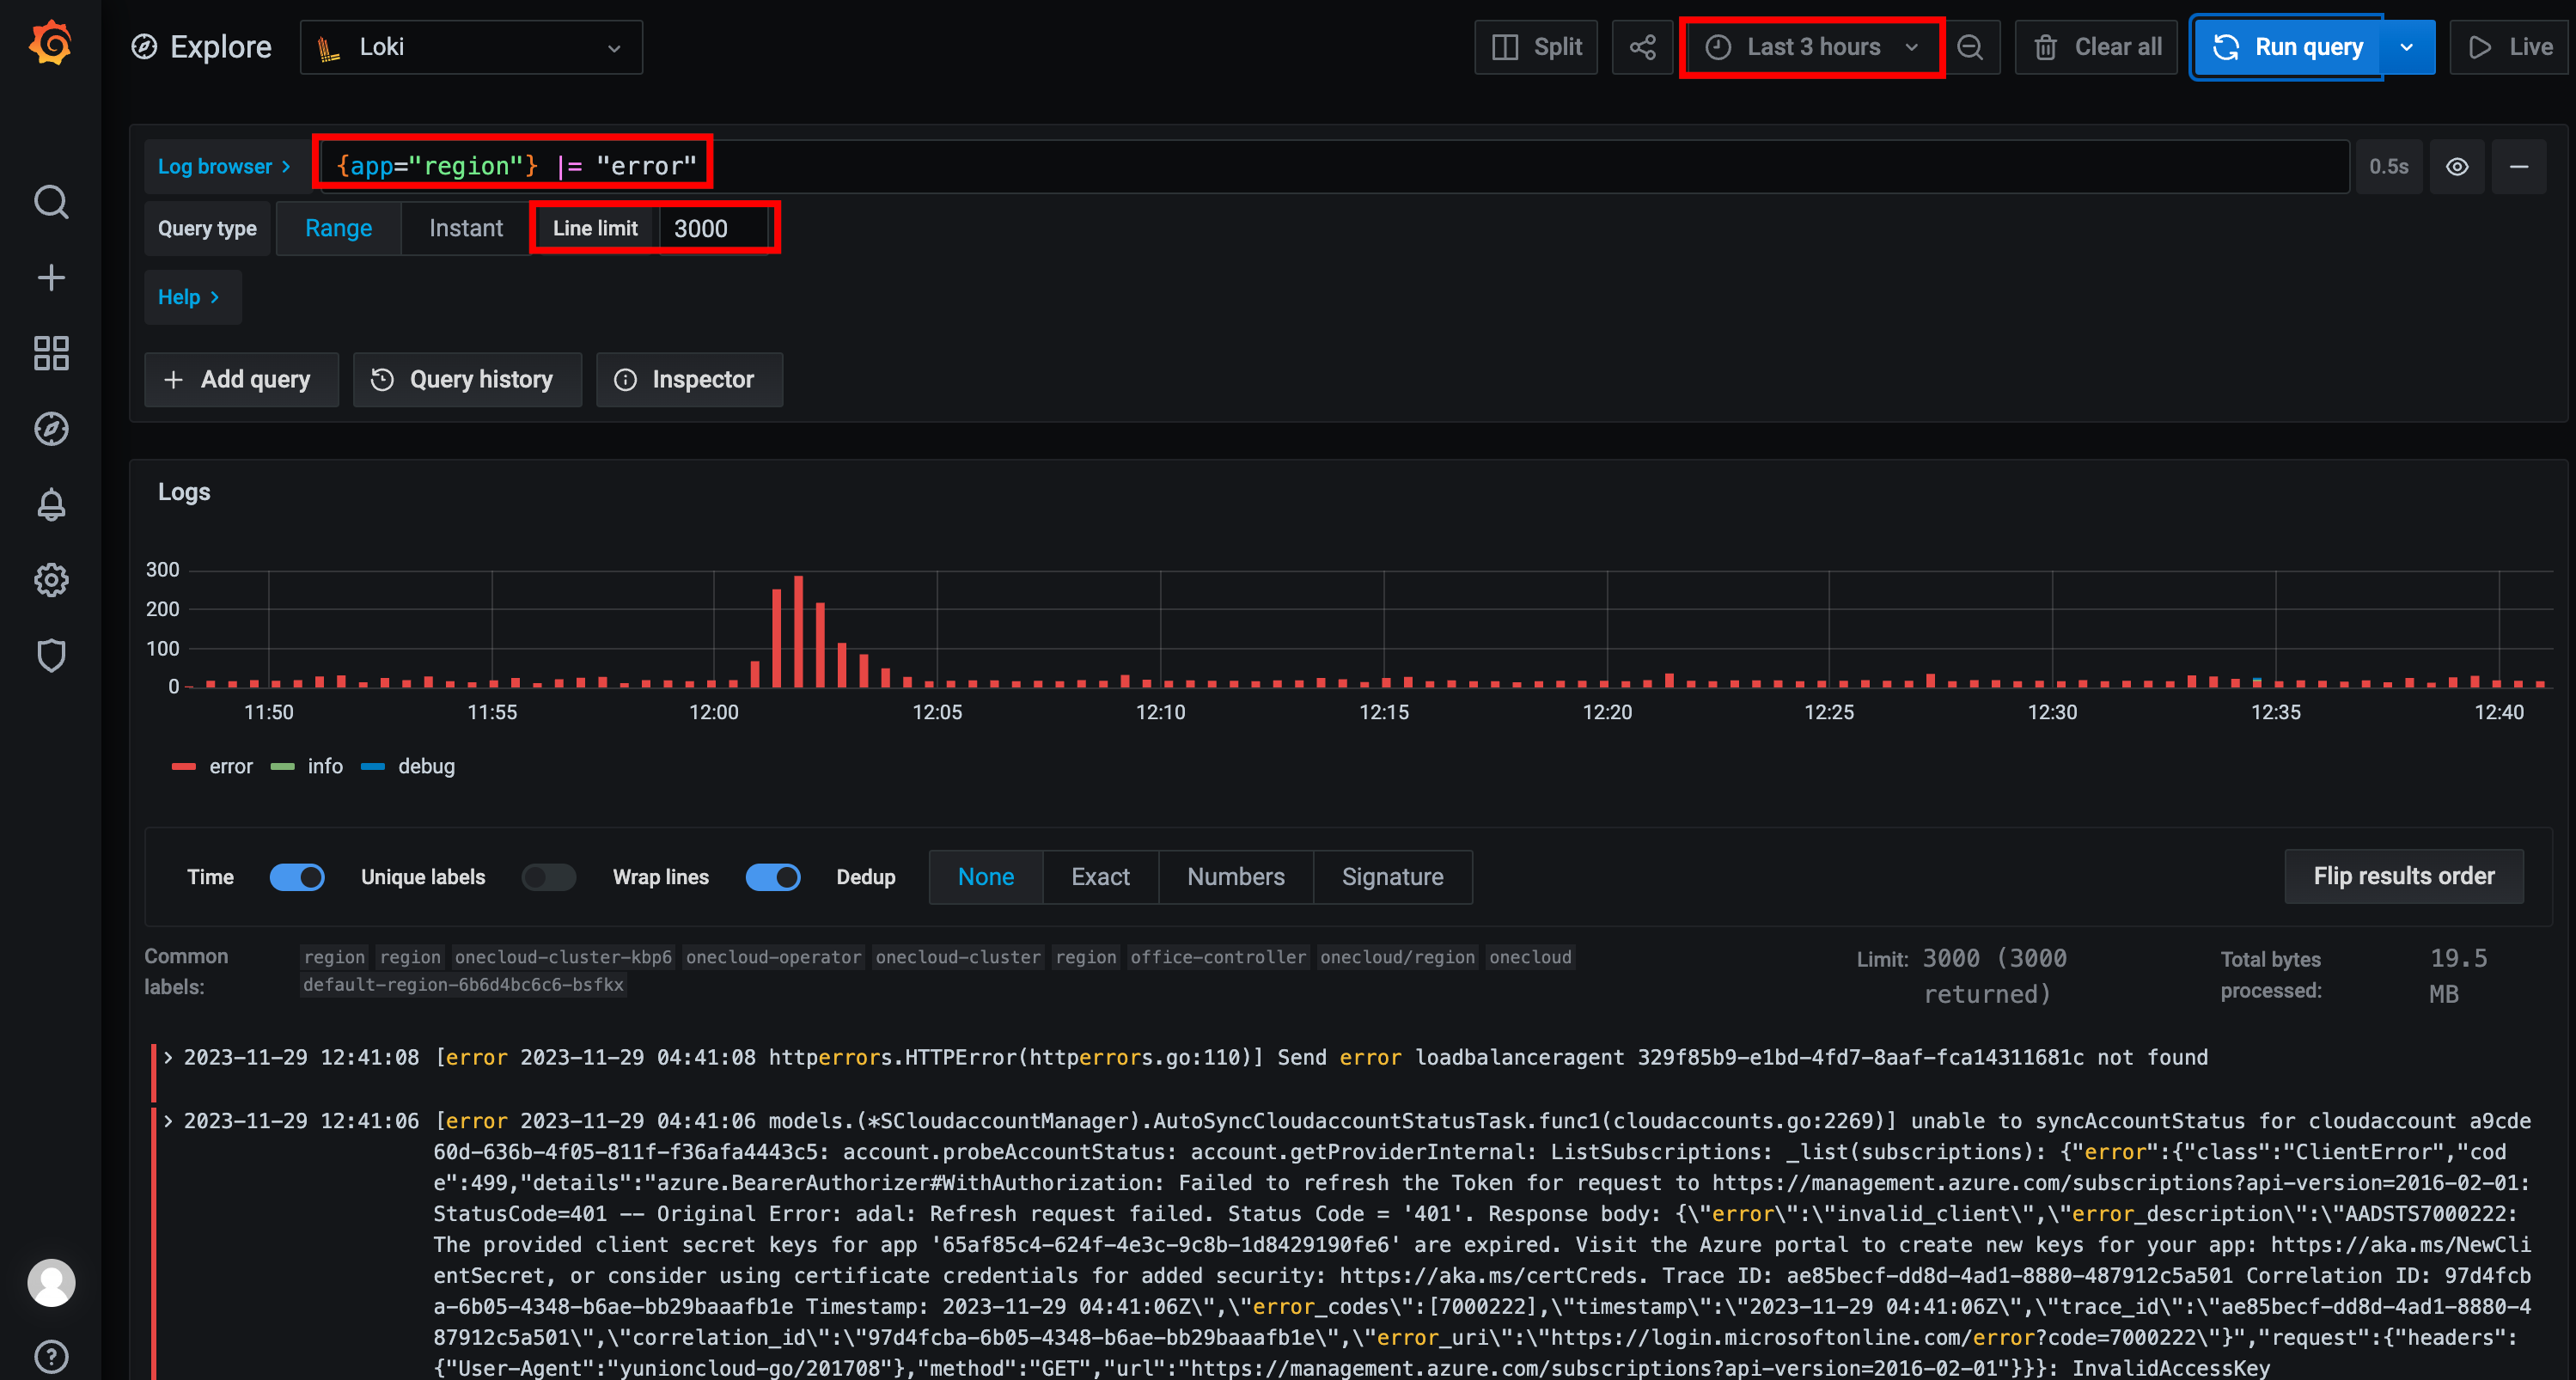 Explore Loki Split Last 3 hours Clear all Run query Live
Log browser {app="region"} |= "error" 0.5s
Query type Range Instant Line limit 3000
Help
Add query Query history Inspector
Logs
300
200
100
0
11:50 11:55 12:00 12:05 12:10 12:15 12:20 12:25 12:30 12:35 12:40
error info debug
Time Unique labels Wrap lines Dedup None Exact Numbers Signature Flip results order
Common region region onecloud-cluster-kbp6 onecloud-operator onecloud-cluster region office-controller onecloud/region onecloud Limit: 3000 (3000 Total bytes 19.5
labels: default-region-6b6d4bc6c6-bsfkx returned) processed: MB
2023-11-29 12:41:08 [error 2023-11-29 04:41:08 httperrors.HTTPError(httperrors.go:110)] Send error loadbalanceragent 329f85b9-e1bd-4fd7-8aaf-fca14311681c not found
2023-11-29 12:41:06 [error 2023-11-29 04:41:06 models.(*SCloudaccountManager).AutoSyncCloudaccountStatusTask.func1(cloudaccounts.go:2269)] unable to syncAccountStatus for cloudaccount a9cde
60d-636b-4f05-811f-f36afa4443c5: account.probeAccountStatus: account.getProviderInternal: ListSubscriptions: _list(subscriptions): {"error":{"class":"ClientError","cod
e":499,"details":"azure.BearerAuthorizer#WithAuthorization: Failed to refresh the Token for request to https://management.azure.com/subscriptions?api-version=2016-02-01:
StatusCode=401 -- Original Error: adal: Refresh request failed. Status Code = '401'. Response body: {\"error\":\"invalid_client\",\"error_description\":\"AADSTS7000222:
The provided client secret keys for app '65af85c4-624f-4e3c-9c8b-1d8429190fe6' are expired. Visit the Azure portal to create new keys for your app: https://aka.ms/NewCli
entSecret, or consider using certificate credentials for added security: https://aka.ms/certCreds. Trace ID: ae85becf-dd8d-4ad1-8880-487912c5a501 Correlation ID: 97d4fcb
a-6b05-4348-b6ae-bb29baaafb1e Timestamp: 2023-11-29 04:41:06Z\",\"error_codes\":[7000222],\"timestamp\":\"2023-11-29 04:41:06Z\",\"trace_id\":\"ae85becf-dd8d-4ad1-8880-4
87912c5a501\",\"correlation_id\":\"97d4fcba-6b05-4348-b6ae-bb29baaafb1e\",\"error_uri\":\"https://login.microsoftonline.com/error?code=7000222\"}","request":{"headers":
{"User-Agent":"yunioncloud-go/201708"},"method":"GET","url":"https://management.azure.com/subscriptions?api-version=2016-02-01"}}}: InvalidAccessKey